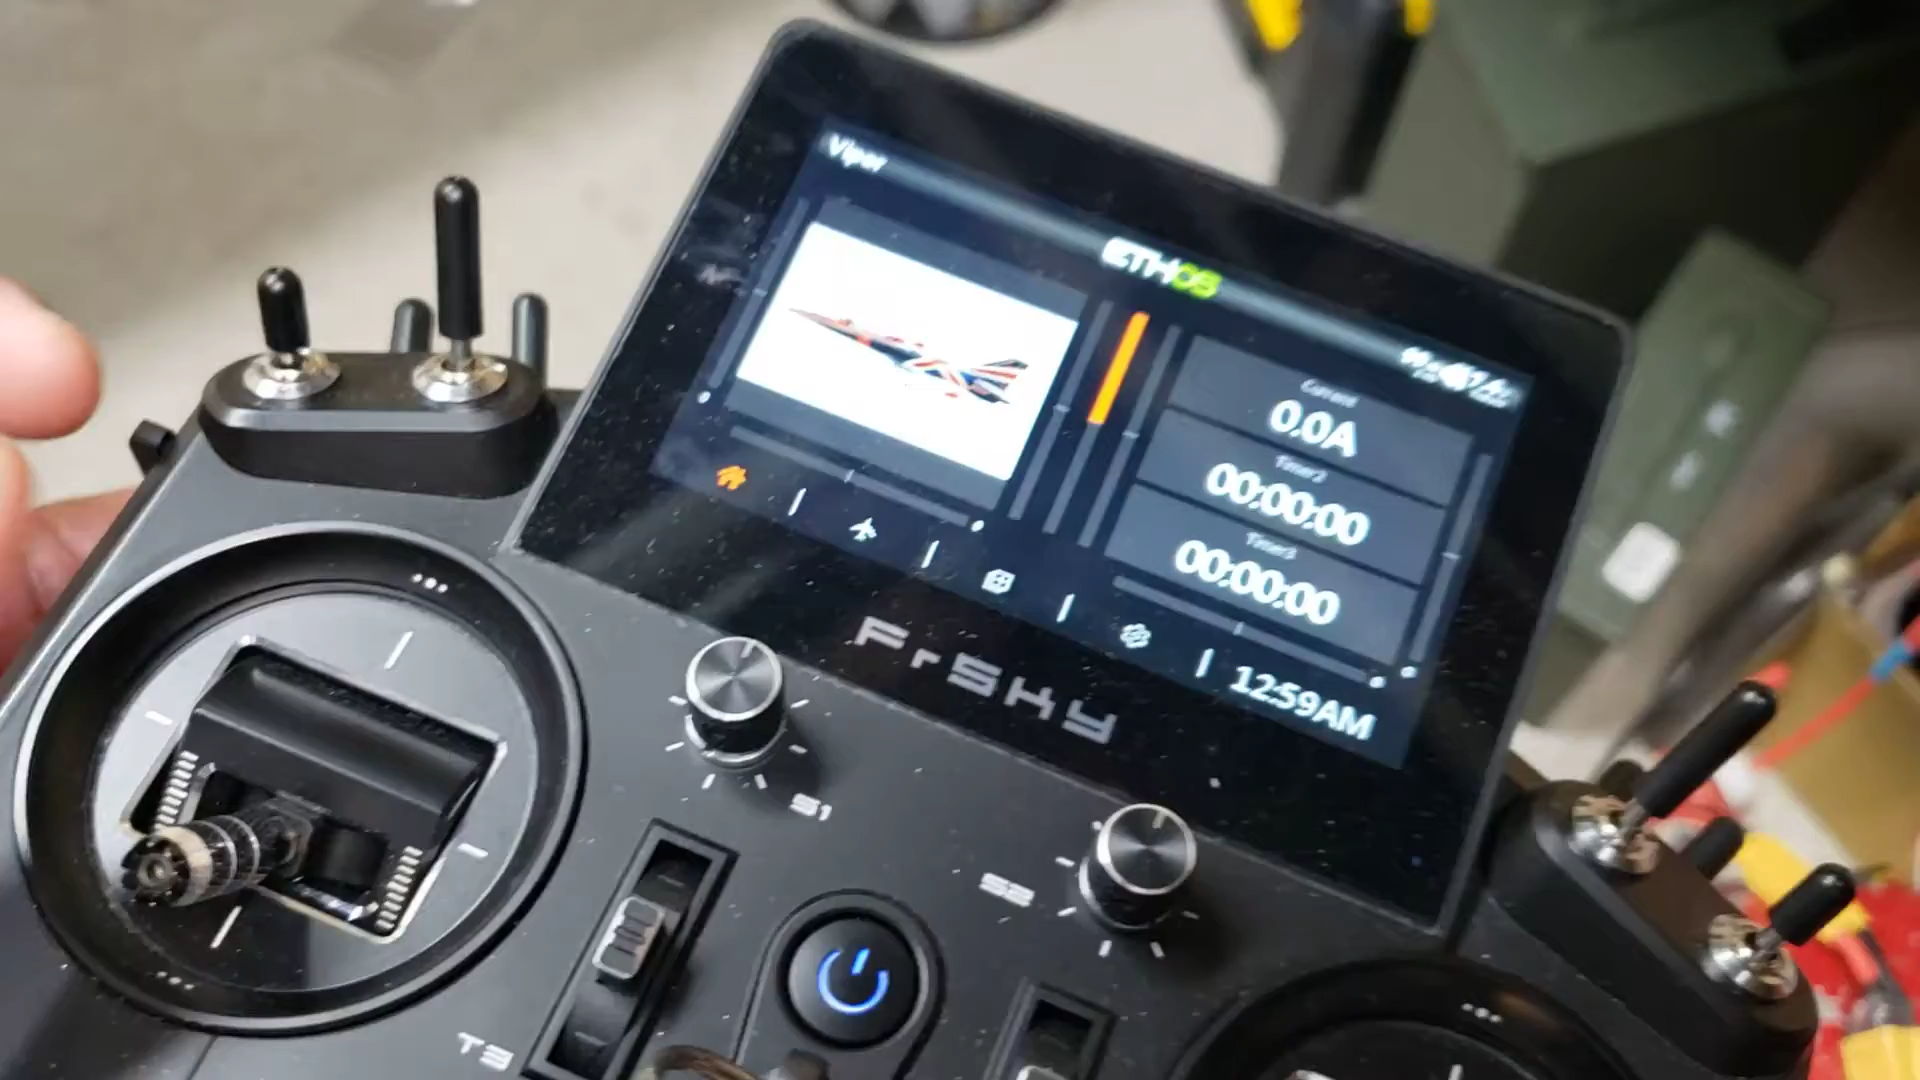 Viper
ETHOS
Current
0.0A
Timer2
00:00:00
Timer3
00:00:00
12:59AM
FrSKY
S1
S2
T3